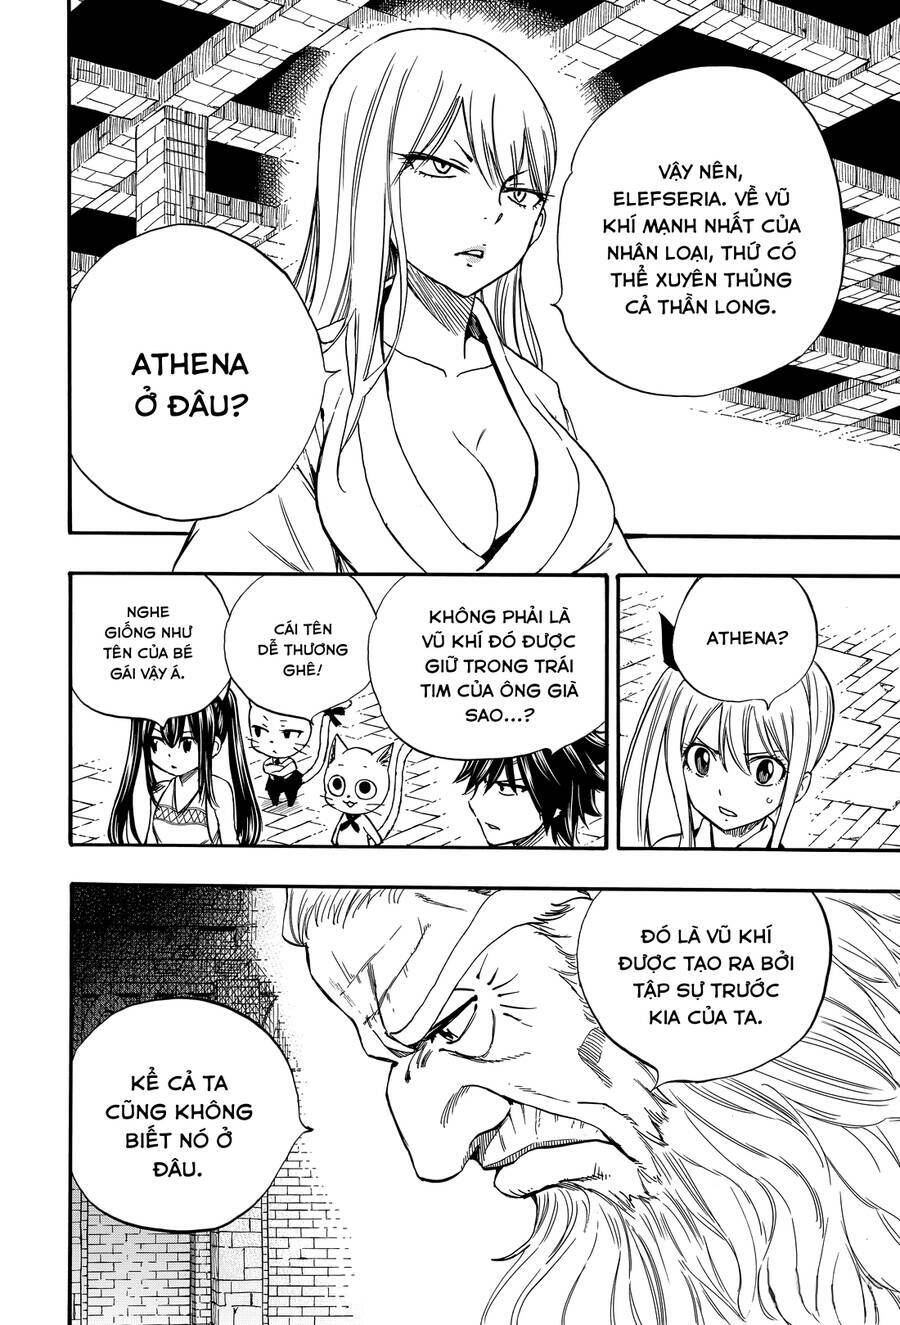 VẬY NÊN,
ELEFSERIA. VỀ VŨ
KHÍ MẠNH NHẤT CỦA
NHÂN LOẠI, THỨ CÓ
THỂ XUYÊN THỦNG
CẢ THẦN LONG.
ATHENA
Ở ĐÂU?
ATHENA?
KHÔNG PHẢI LÀ
VŨ KHÍ ĐÓ ĐƯỢC
GIỮ TRONG TRÁI
TIM CỦA ÔNG GIÀ
SAO...?
CÁI TÊN
DỄ THƯƠNG
GHÊ!
NGHE
GIỐNG NHƯ
TÊN CỦA BÉ
GÁI VẬY Á.
ĐÓ LÀ VŨ KHÍ
ĐƯỢC TẠO RA BỞI
TẬP SỰ TRƯỚC
KIA CỦA TA.
KỂ CẢ TA
CŨNG KHÔNG
BIẾT NÓ Ở
ĐÂU.